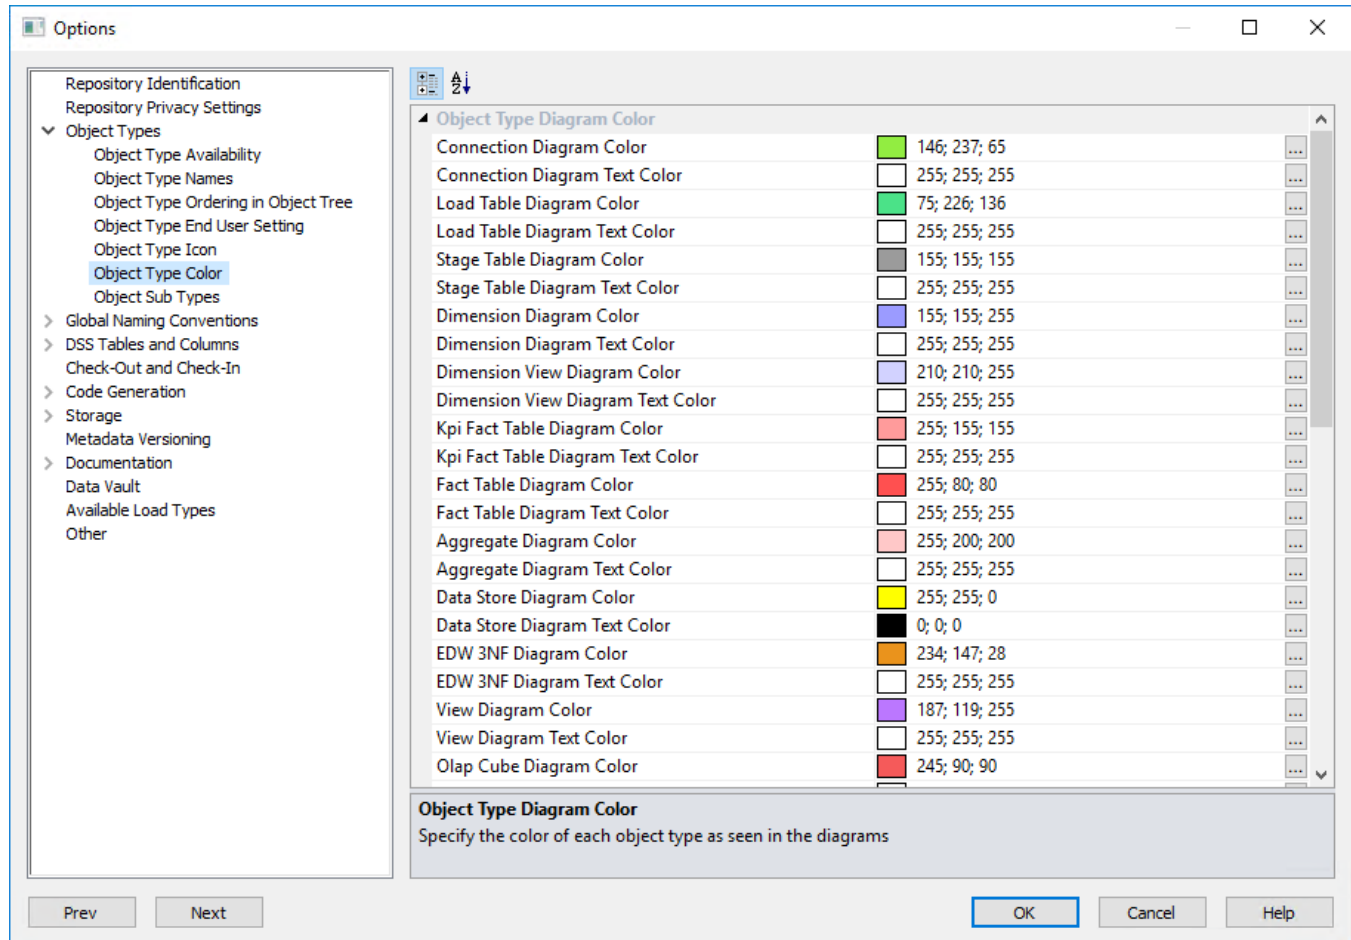 Options
Repository Identification
Repository Privacy Settings
Object Types
Object Type Availability
Object Type Names
Object Type Ordering in Object Tree
Object Type End User Setting
Object Type Icon
Object Type Color
Object Sub Types
Global Naming Conventions
DSS Tables and Columns
Check-Out and Check-In
Code Generation
Storage
Metadata Versioning
Documentation
Data Vault
Available Load Types
Other
Object Type Diagram Color
Connection Diagram Color 146; 237; 65 ...
Connection Diagram Text Color 255; 255; 255 ...
Load Table Diagram Color 75; 226; 136 ...
Load Table Diagram Text Color 255; 255; 255 ...
Stage Table Diagram Color 155; 155; 155 ...
Stage Table Diagram Text Color 255; 255; 255 ...
Dimension Diagram Color 155; 155; 255 ...
Dimension Diagram Text Color 255; 255; 255 ...
Dimension View Diagram Color 210; 210; 255 ...
Dimension View Diagram Text Color 255; 255; 255 ...
Kpi Fact Table Diagram Color 255; 155; 155 ...
Kpi Fact Table Diagram Text Color 255; 255; 255 ...
Fact Table Diagram Color 255; 80; 80 ...
Fact Table Diagram Text Color 255; 255; 255 ...
Aggregate Diagram Color 255; 200; 200 ...
Aggregate Diagram Text Color 255; 255; 255 ...
Data Store Diagram Color 255; 255; 0 ...
Data Store Diagram Text Color 0; 0; 0 ...
EDW 3NF Diagram Color 234; 147; 28 ...
EDW 3NF Diagram Text Color 255; 255; 255 ...
View Diagram Color 187; 119; 255 ...
View Diagram Text Color 255; 255; 255 ...
Olap Cube Diagram Color 245; 90; 90 ...
Object Type Diagram Color
Specify the color of each object type as seen in the diagrams
Prev Next OK Cancel Help